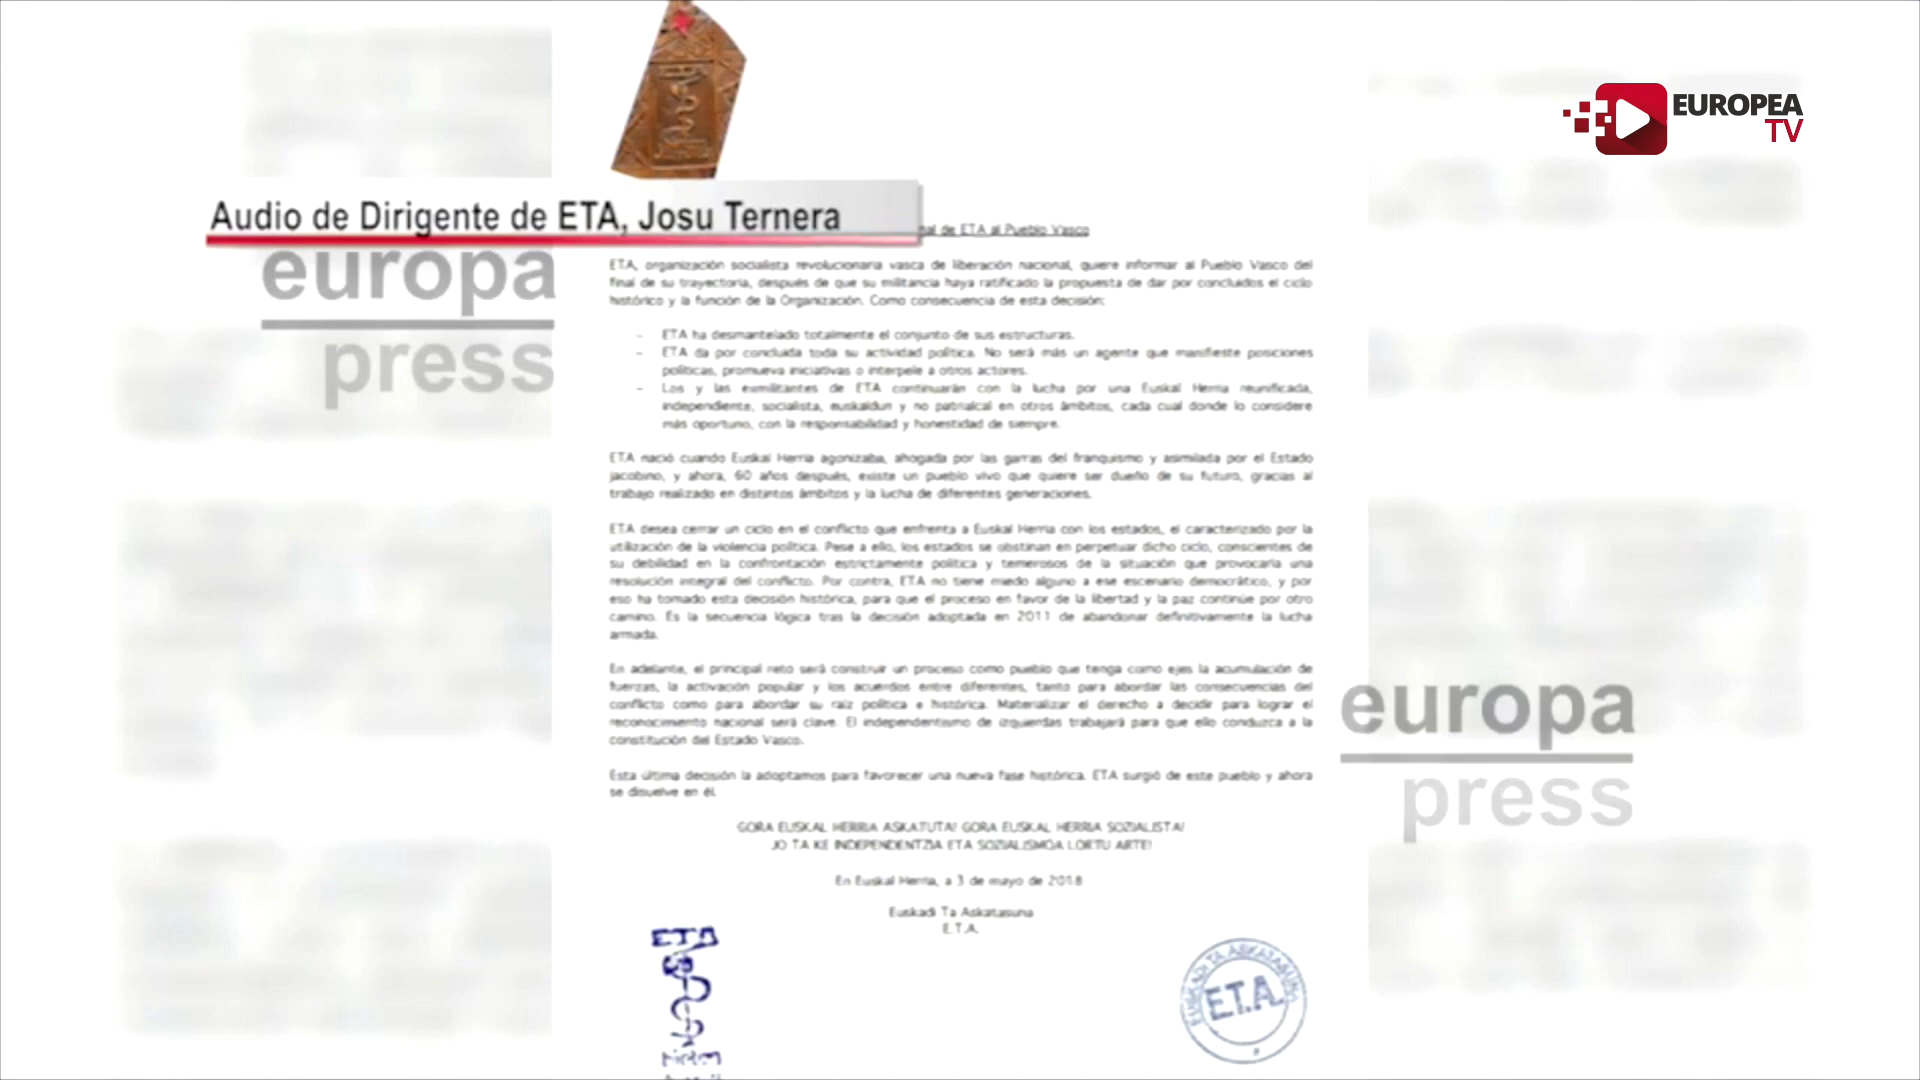 EUROPEA
TV
Audio de Dirigente de ETA, Josu Ternera
al de ETA al Pueblo Vasco
europa
press
ETA, organización socialista revolucionaria vasca de liberación nacional, quiere informar al Pueblo Vasco del
final de su trayectoria, después de que su militancia haya ratificado la propuesta de dar por concluidos el ciclo
histórico y la función de la Organización. Como consecuencia de esta decisión:
- ETA ha desmantelado totalmente el conjunto de sus estructuras.
- ETA da por concluida toda su actividad política. No será más un agente que manifieste posiciones
políticas, promueva iniciativas o interpele a otros actores.
- Los y las exmilitantes de ETA continuarán con la lucha por una Euskal Herria reunificada,
independiente, socialista, euskaldun y no patriarcal en otros ámbitos, cada cual donde lo considere
más oportuno, con la responsabilidad y honestidad de siempre.
ETA nació cuando Euskal Herria agonizaba, ahogada por las garras del franquismo y asimilada por el Estado
jacobino, y ahora, 60 años después, existe un pueblo vivo que quiere ser dueño de su futuro, gracias al
trabajo realizado en distintos ámbitos y la lucha de diferentes generaciones.
ETA desea cerrar un ciclo en el conflicto que enfrenta a Euskal Herria con los estados, el caracterizado por la
utilización de la violencia política. Pese a ello, los estados se obstinan en perpetuar dicho ciclo, conscientes de
su debilidad en la confrontación estrictamente política y temerosos de la situación que provocaría una
resolución integral del conflicto. Por contra, ETA no tiene miedo alguno a ese escenario democrático, y por
eso ha tomado esta decisión histórica, para que el proceso en favor de la libertad y la paz continúe por otro
camino. Es la secuencia lógica tras la decisión adoptada en 2011 de abandonar definitivamente la lucha
armada.
En adelante, el principal reto será construir un proceso como pueblo que tenga como ejes la acumulación de
fuerzas, la activación popular y los acuerdos entre diferentes, tanto para abordar las consecuencias del
conflicto como para abordar su raíz política e histórica. Materializar el derecho a decidir para lograr el
reconocimiento nacional será clave. El independentismo de izquierdas trabajará para que ello conduzca a la
constitución del Estado Vasco.
Esta última decisión la adoptamos para favorecer una nueva fase histórica. ETA surgió de este pueblo y ahora
se disuelve en él.
GORA EUSKAL HERRIA ASKATUTA! GORA EUSKAL HERRIA SOZIALISTA!
JO TA KE INDEPENDENTZIA ETA SOZIALISMOA LORTU ARTE!
En Euskal Herria, a 3 de mayo de 2018
Euskadi Ta Askatasuna
E.T.A.
europa
press
ETA
EUSKADI TA ASKATASUNA
E.T.A.